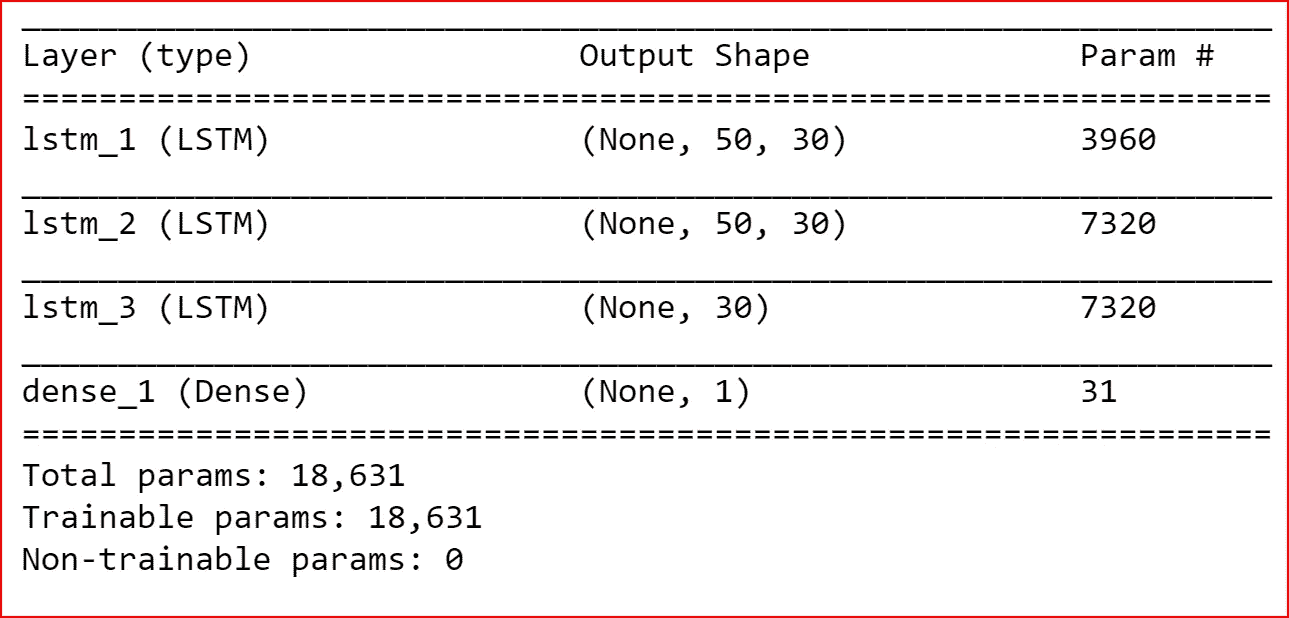 Layer (type) Output Shape Param #
=================================================================
lstm_1 (LSTM) (None, 50, 30) 3960
lstm_2 (LSTM) (None, 50, 30) 7320
lstm_3 (LSTM) (None, 30) 7320
dense_1 (Dense) (None, 1) 31
=================================================================
Total params: 18,631
Trainable params: 18,631
Non-trainable params: 0